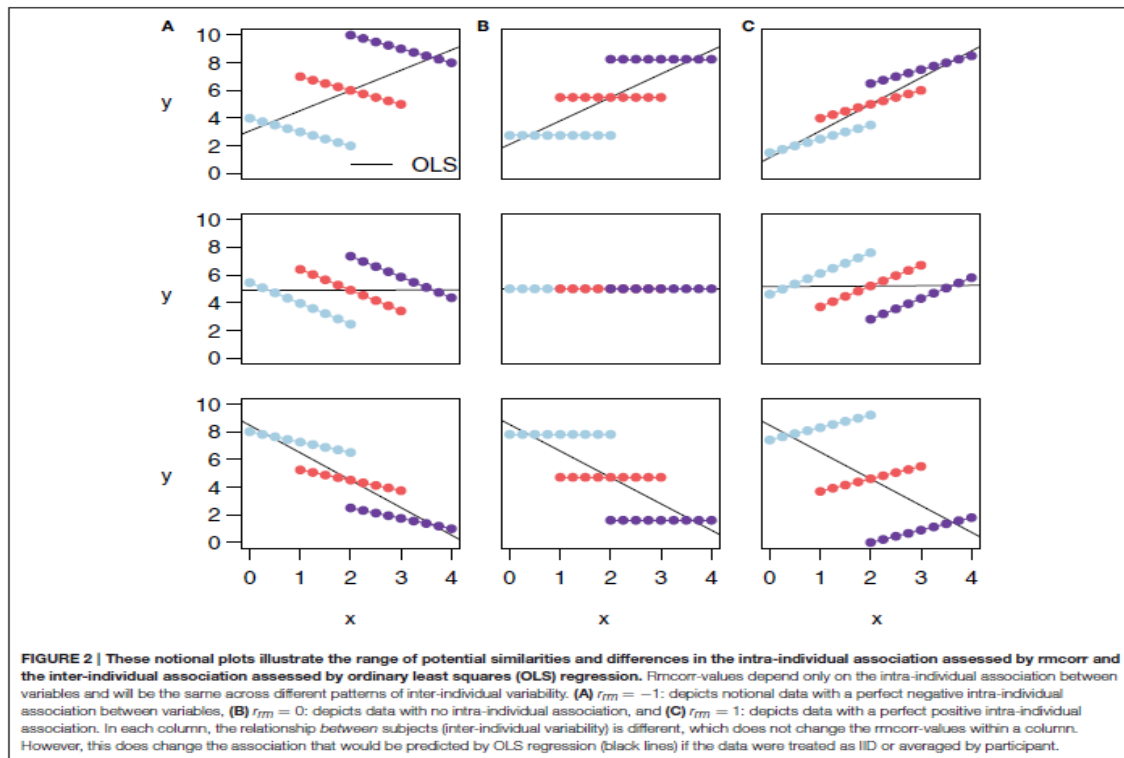 A B C
10
8
y 6
4
2
0
OLS
10
8
y 6
4
2
0
10
8
y 6
4
2
0
0 1 2 3 4 0 1 2 3 4 0 1 2 3 4
x x x
FIGURE 2 | These notional plots illustrate the range of potential similarities and differences in the intra-individual association assessed by rmcorr and
the inter-individual association assessed by ordinary least squares (OLS) regression. Rmcorr-values depend only on the intra-individual association between
variables and will be the same across different patterns of inter-individual variability. (A) rrm = −1: depicts notional data with a perfect negative intra-individual
association between variables, (B) rrm = 0: depicts data with no intra-individual association, and (C) rrm = 1: depicts data with a perfect positive intra-individual
association. In each column, the relationship between subjects (inter-individual variability) is different, which does not change the rmcorr-values within a column.
However, this does change the association that would be predicted by OLS regression (black lines) if the data were treated as IID or averaged by participant.